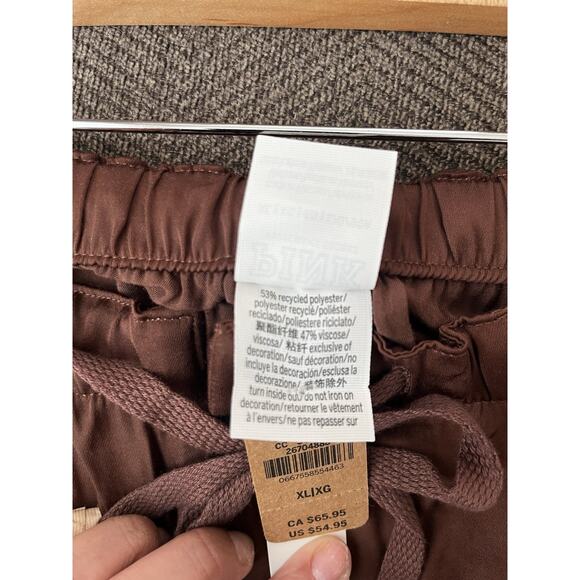 PINK
53% recycled polyester/
polyester recyclé/poliéster
reciclado/poliestere riciclato/
聚酯纤维 47% viscose/
viscosa/ 粘纤 exclusive of
decoration/sauf décoration/no
incluye la decoración/esclusa la
decorazione/ 装饰除外
turn inside out/ do not iron on
decoration/retourner le vêtement
à l'envers/ne pas repasser sur
0667558554463
XL|XG
CA $65.95
US $54.95